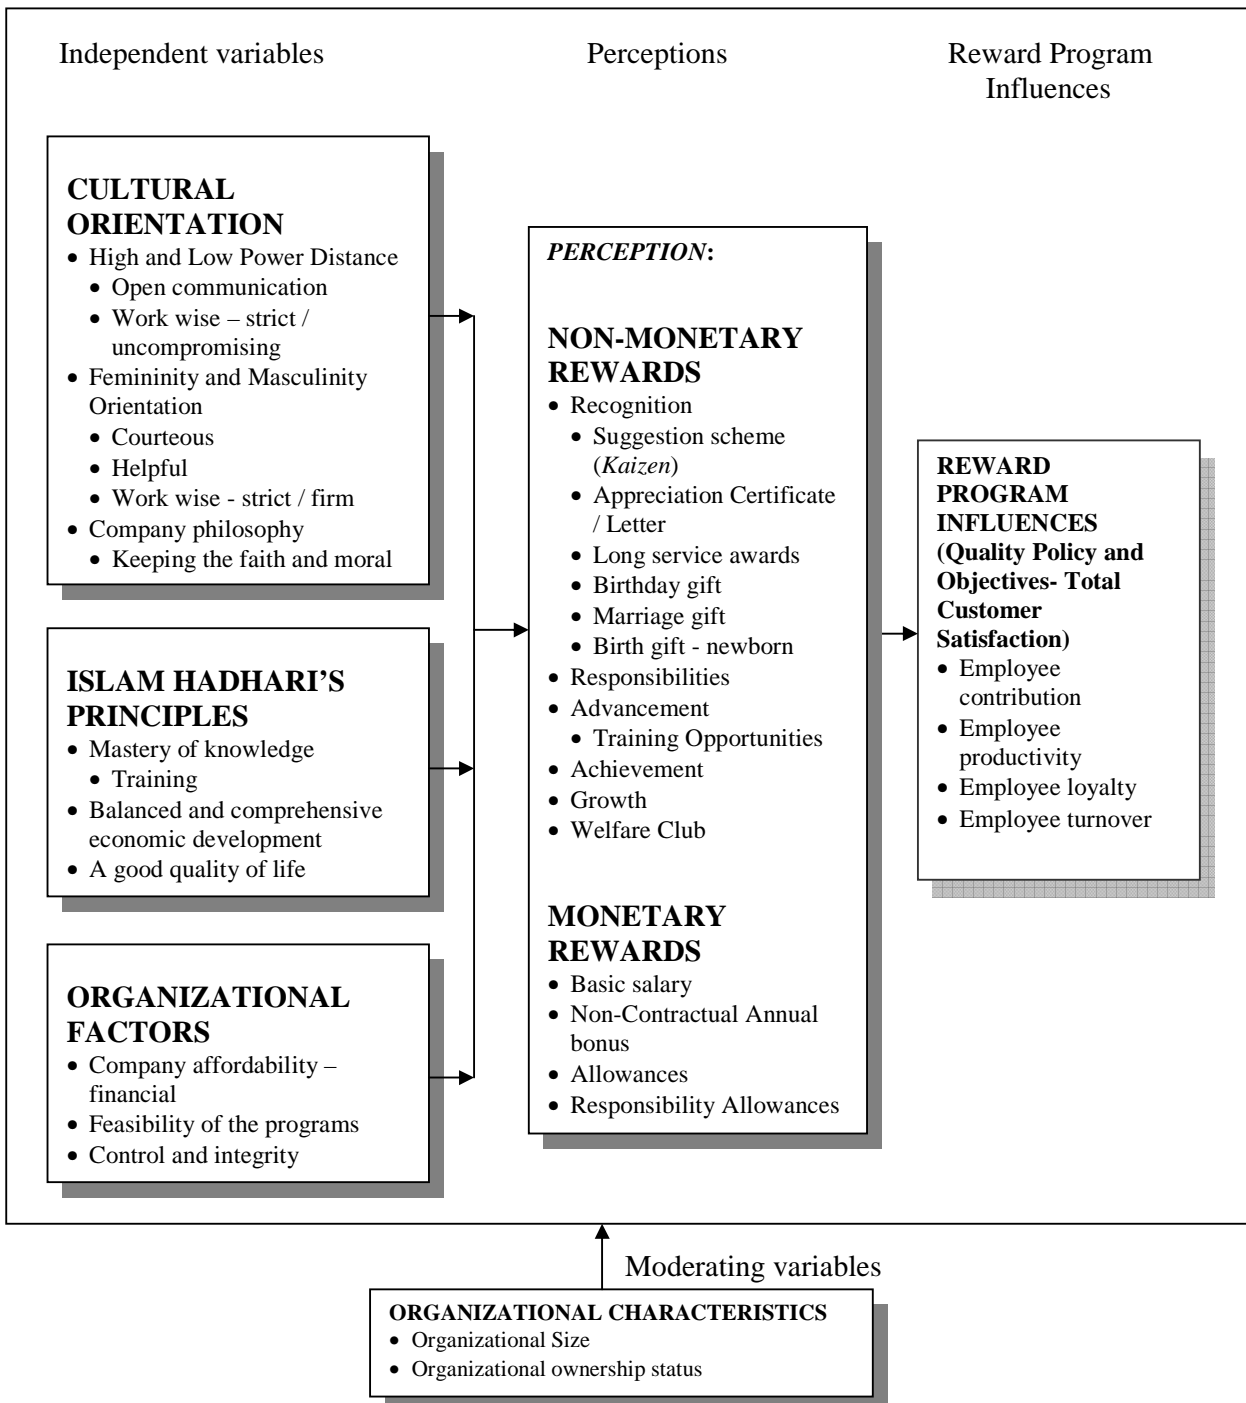 Independent variables
Perceptions
Reward Program
Influences
CULTURAL
ORIENTATION
• High and Low Power Distance
• Open communication
• Work wise – strict /
uncompromising
• Femininity and Masculinity
Orientation
• Courteous
• Helpful
• Work wise - strict / firm
• Company philosophy
• Keeping the faith and moral
ISLAM HADHARI’S
PRINCIPLES
• Mastery of knowledge
• Training
• Balanced and comprehensive
economic development
• A good quality of life
ORGANIZATIONAL
FACTORS
• Company affordability –
financial
• Feasibility of the programs
• Control and integrity
PERCEPTION:
NON-MONETARY
REWARDS
• Recognition
• Suggestion scheme
(Kaizen)
• Appreciation Certificate
/ Letter
• Long service awards
• Birthday gift
• Marriage gift
• Birth gift - newborn
• Responsibilities
• Advancement
• Training Opportunities
• Achievement
• Growth
• Welfare Club
MONETARY
REWARDS
• Basic salary
• Non-Contractual Annual
bonus
• Allowances
• Responsibility Allowances
REWARD
PROGRAM
INFLUENCES
(Quality Policy and
Objectives- Total
Customer
Satisfaction)
• Employee
contribution
• Employee
productivity
• Employee loyalty
• Employee turnover
Moderating variables
ORGANIZATIONAL CHARACTERISTICS
• Organizational Size
• Organizational ownership status